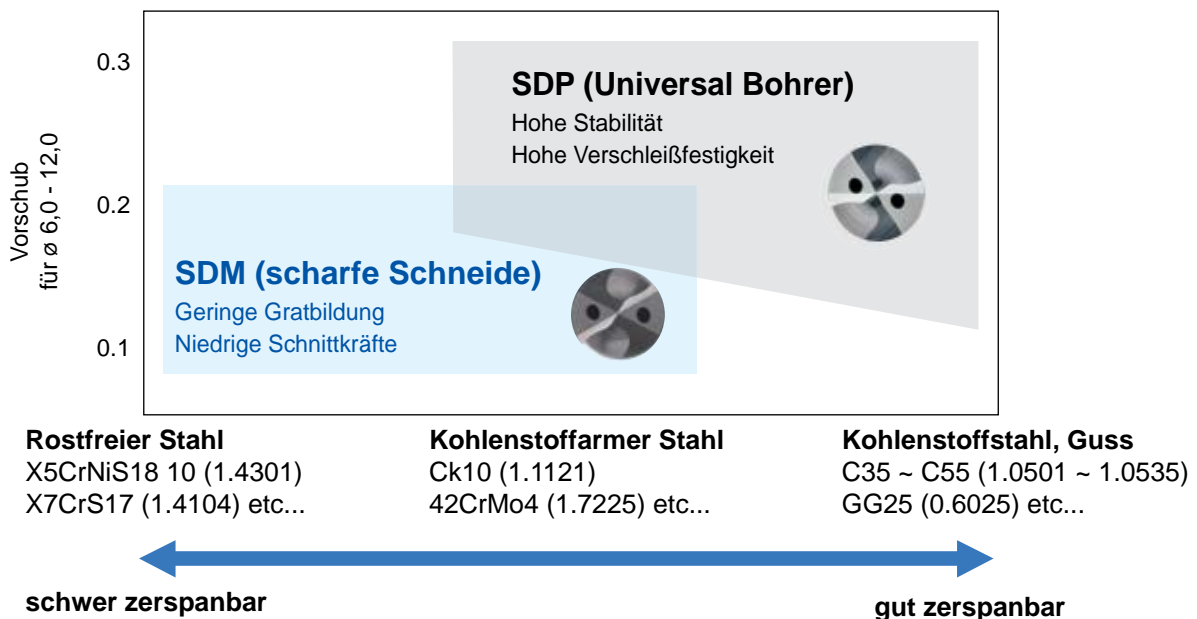 0.3
0.2
0.1
Vorschub
für ø 6,0 - 12,0
SDP (Universal Bohrer)
Hohe Stabilität
Hohe Verschleißfestigkeit
SDM (scharfe Schneide)
Geringe Gratbildung
Niedrige Schnittkräfte
Rostfreier Stahl
X5CrNiS18 10 (1.4301)
X7CrS17 (1.4104) etc...
Kohlenstoffarmer Stahl
Ck10 (1.1121)
42CrMo4 (1.7225) etc...
Kohlenstoffstahl, Guss
C35 ~ C55 (1.0501 ~ 1.0535)
GG25 (0.6025) etc...
schwer zerspanbar
gut zerspanbar